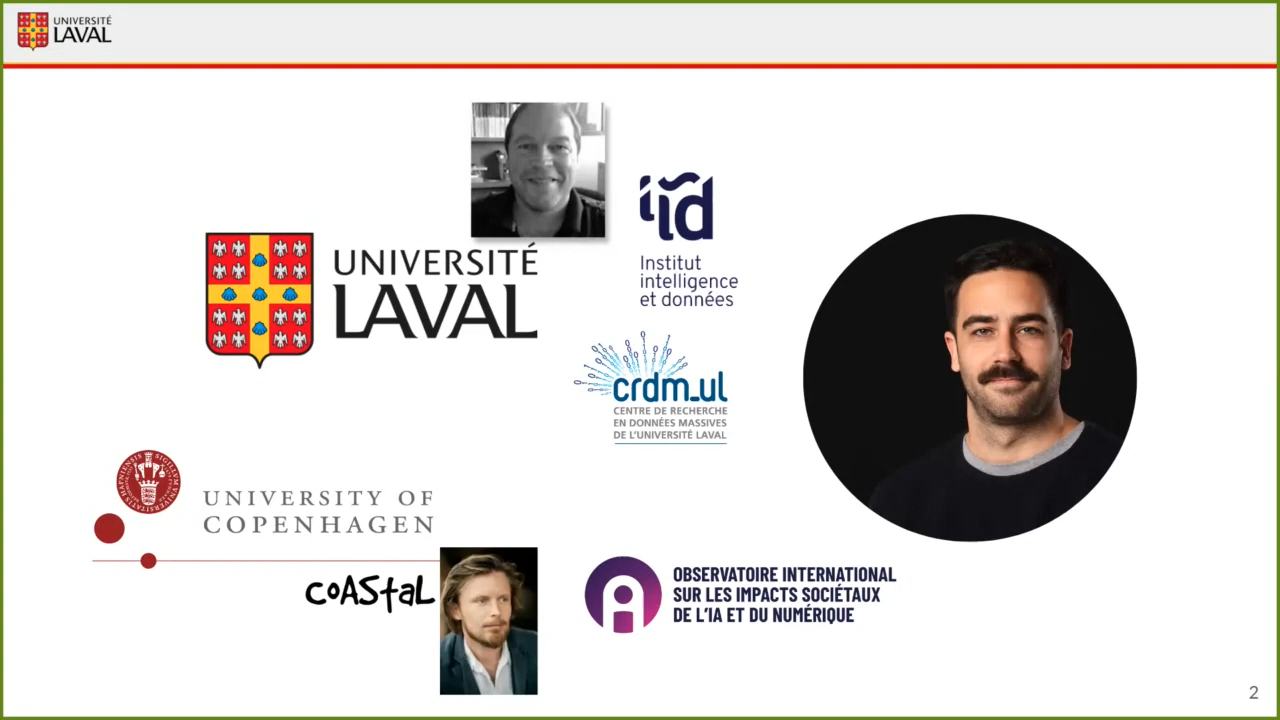 UNIVERSITÉ
LAVAL
UNIVERSITÉ
LAVAL
iid
Institut
intelligence
et données
crdm_ul
CENTRE DE RECHERCHE
EN DONNÉES MASSIVES
DE L'UNIVERSITÉ LAVAL
UNIVERSITY OF
COPENHAGEN
CoAStaL
OBSERVATOIRE INTERNATIONAL
SUR LES IMPACTS SOCIÉTAUX
DE L'IA ET DU NUMÉRIQUE
2